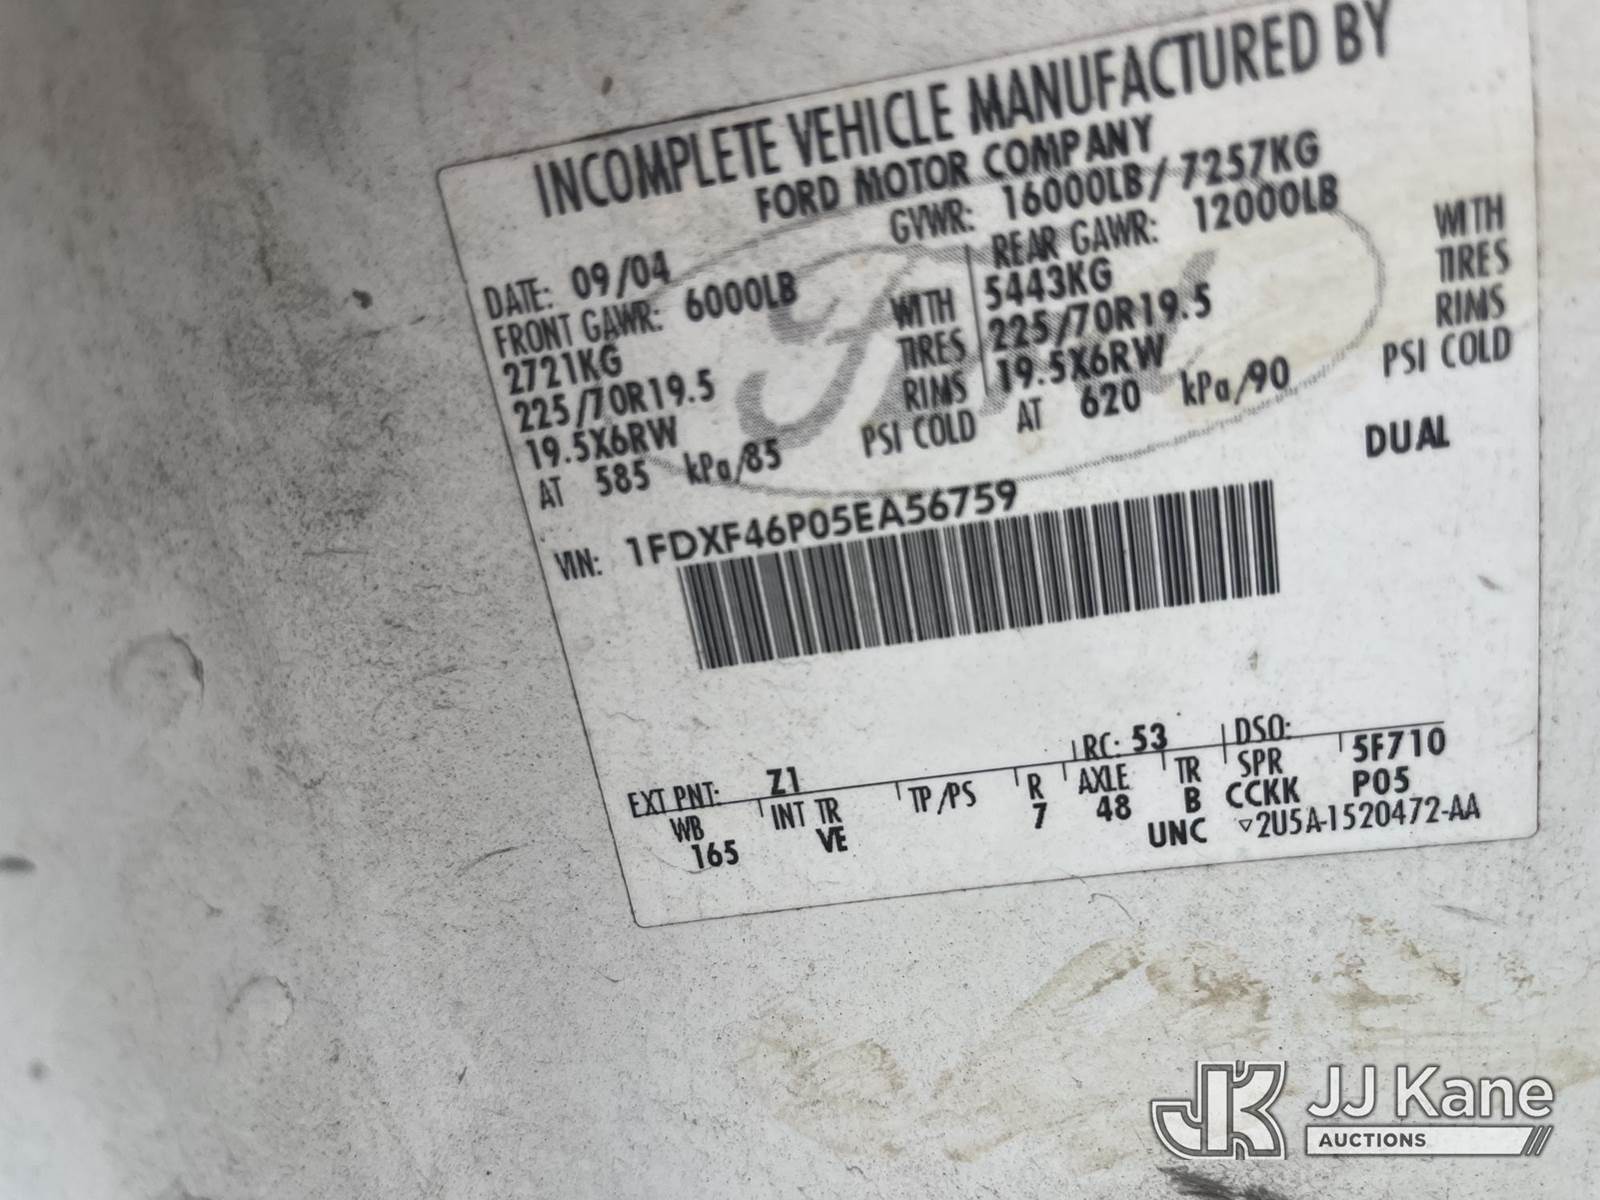 INCOMPLETE VEHICLE MANUFACTURED BY
FORD MOTOR COMPANY
DATE: 09/04 GVWR: 16000LB/ 7257KG
FRONT GAWR: 6000LB REAR GAWR: 12000LB
2721KG WITH 5443KG WITH
225/70R19.5 TIRES 225/70R19.5 TIRES
19.5X6RW RIMS 19.5X6RW RIMS
AT 585 kPa/85 PSI COLD AT 620 kPa/90 PSI COLD
VIN: 1FDXF46P05EA56759 DUAL
EXT PNT: Z1 RC: 53 DSO:
WB INT TR TP/PS R AXLE TR SPR 5F710
165 VE 7 48 B CCKK P05
UNC ▽2U5A-1520472-AA
JK JJ Kane
AUCTIONS